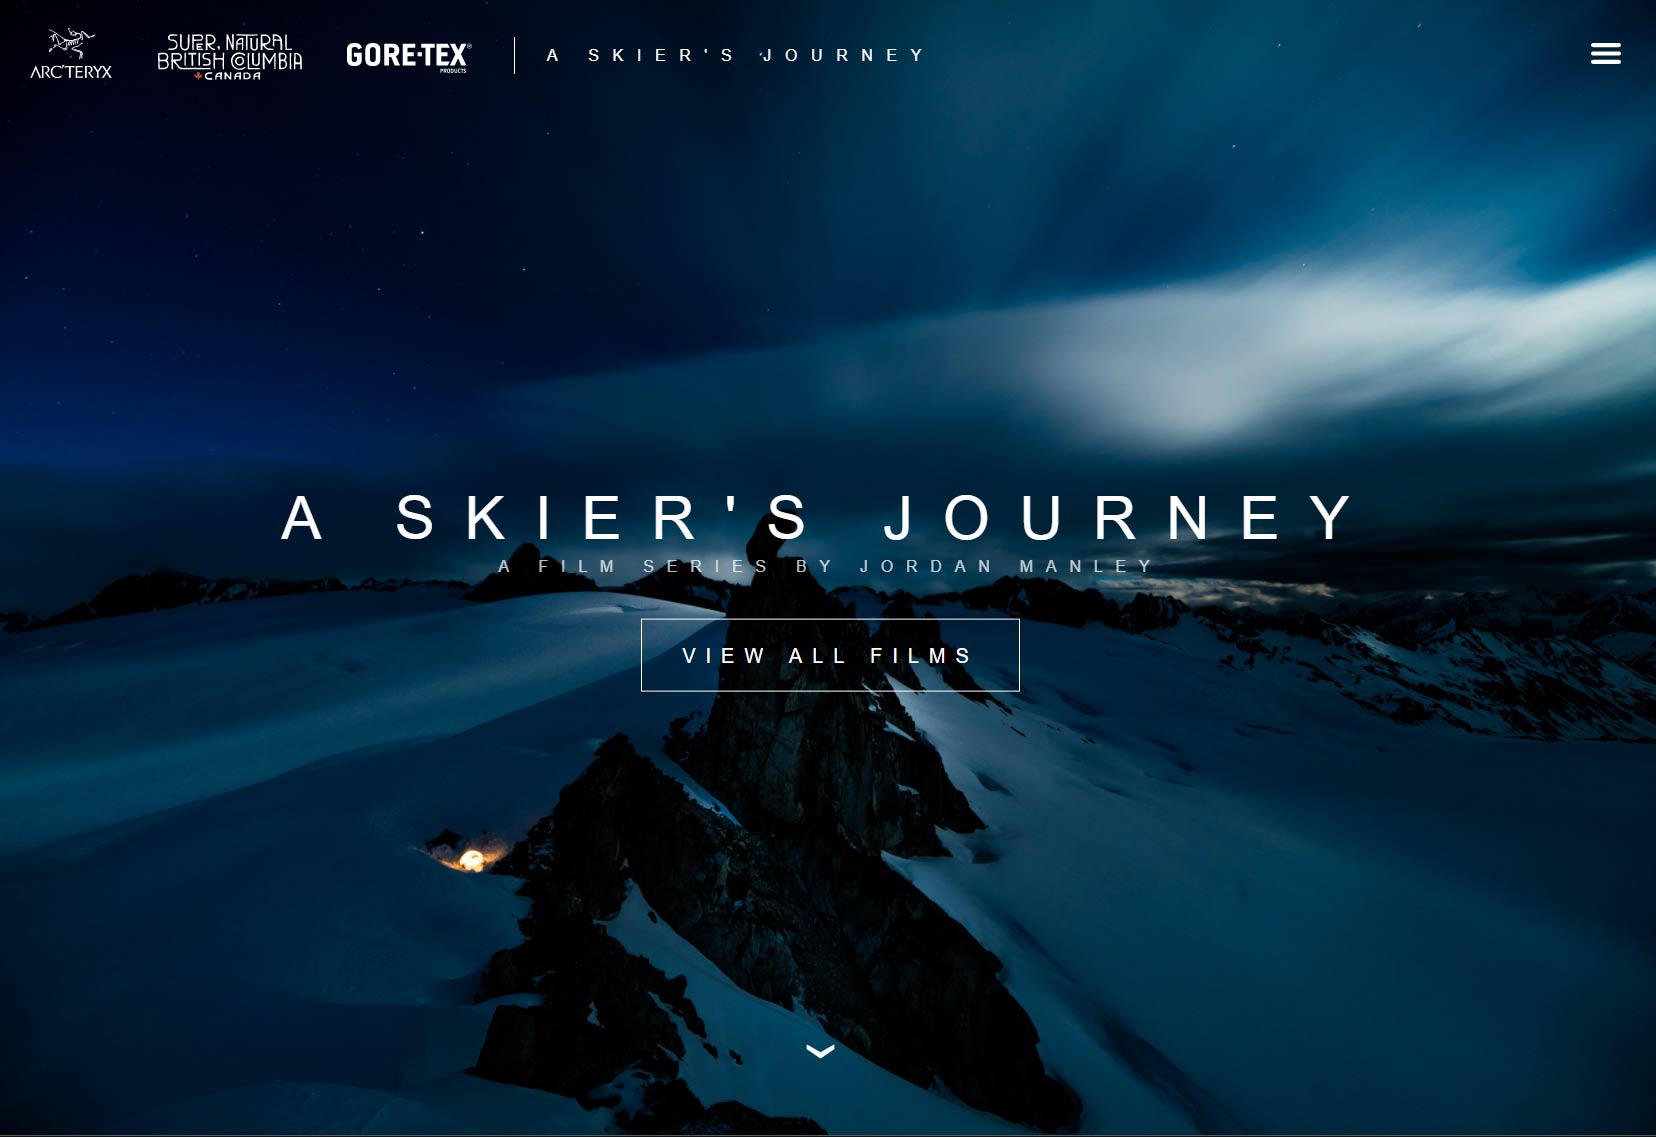 ARC'TERYX
SUPER, NATURAL
BRITISH COLUMBIA
CANADA
GORE-TEX®
PRODUCTS
A SKIER'S JOURNEY
A SKIER'S JOURNEY
A FILM SERIES BY JORDAN MANLEY
VIEW ALL FILMS